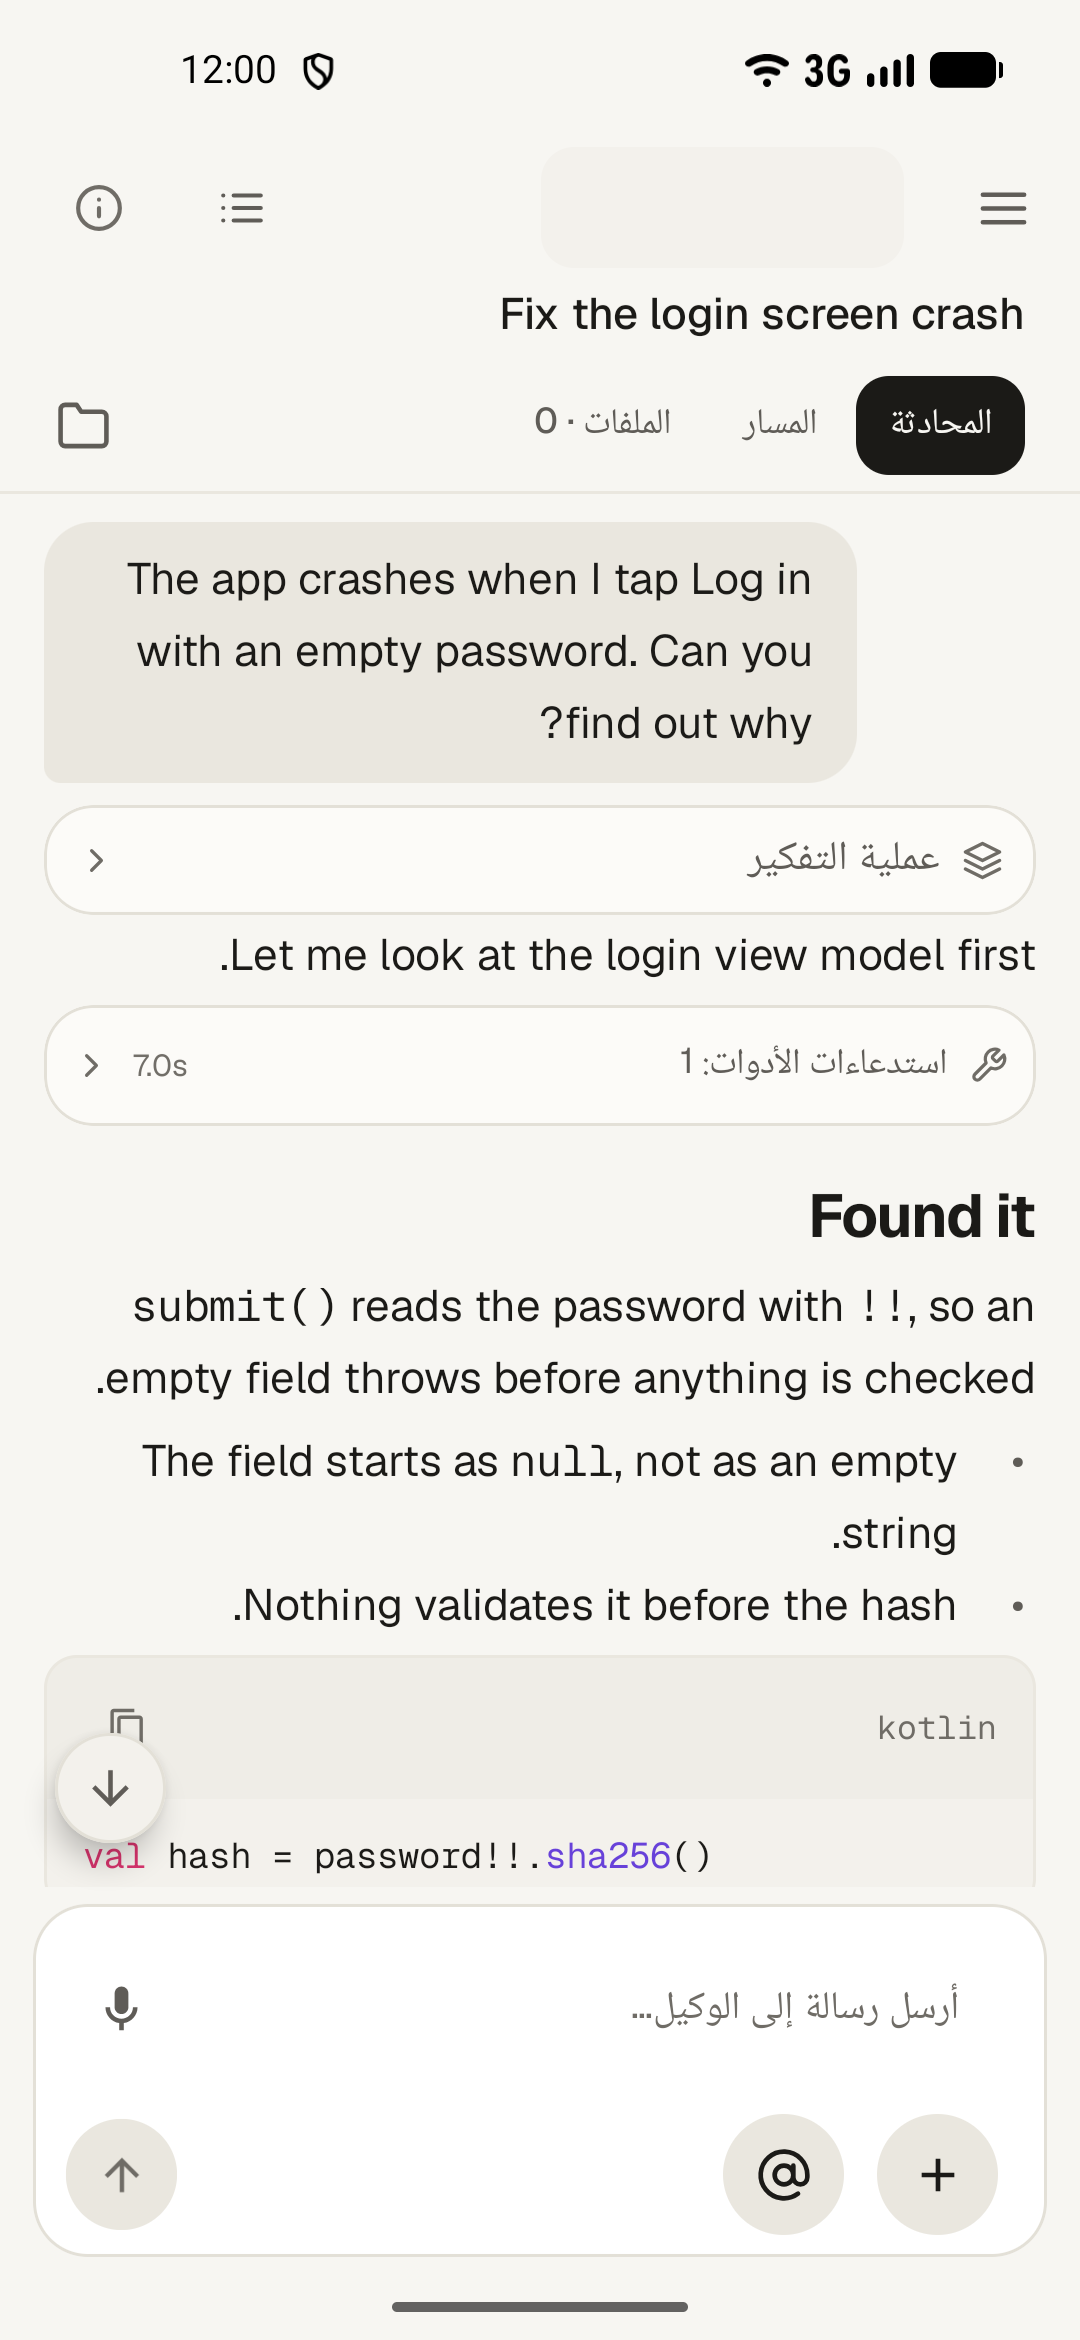 12:00
3G
Fix the login screen crash
المحادثة
المسار
الملفات · 0
The app crashes when I tap Log in
with an empty password. Can you
find out why?
عملية التفكير
Let me look at the login view model first.
استدعاءات الأدوات: 1
7.0s
Found it
submit() reads the password with !!, so an
empty field throws before anything is checked.
• The field starts as null, not as an empty
string.
• Nothing validates it before the hash.
kotlin
val hash = password!!.sha256()
أرسل رسالة إلى الوكيل...